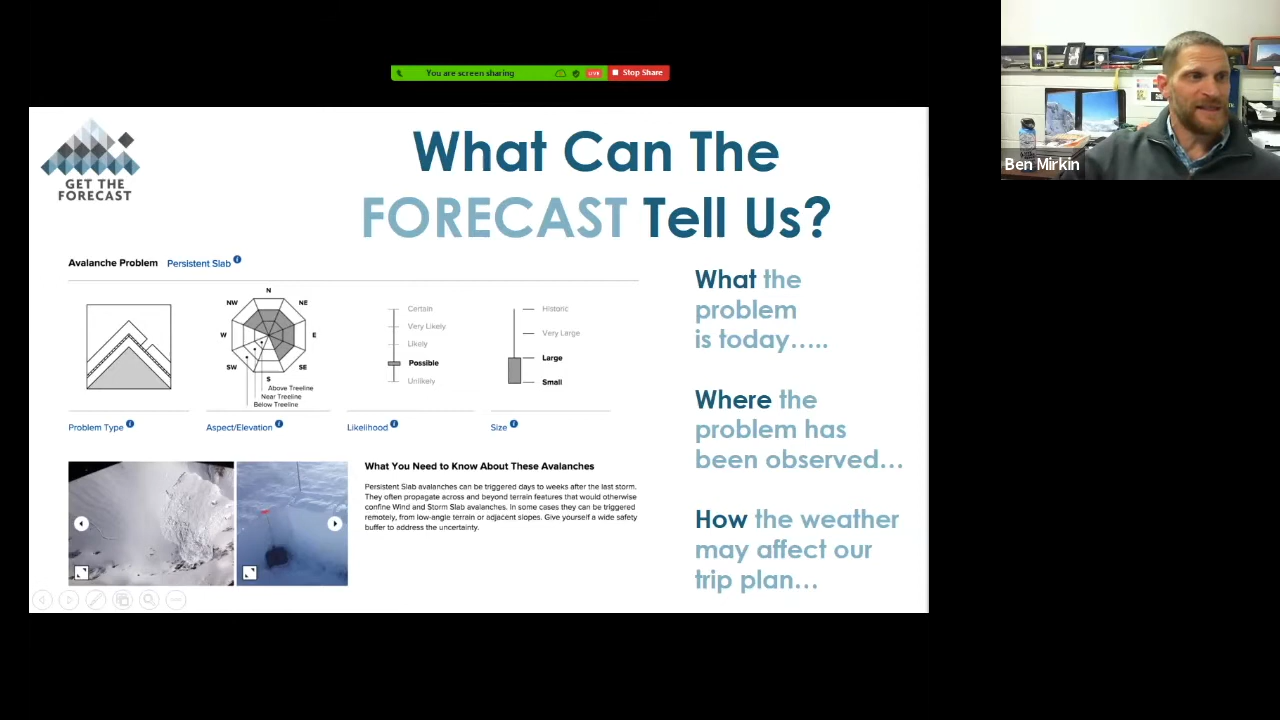 You are screen sharing
LIVE
Stop Share
Ben Mirkin
GET THE
FORECAST
What Can The
FORECAST Tell Us?
Avalanche Problem Persistent Slab
N
NW NE
W E
SW SE
S
Above Treeline
Near Treeline
Below Treeline
Certain
Very Likely
Likely
Possible
Unlikely
Historic
Very Large
Large
Small
Problem Type
Aspect/Elevation
Likelihood
Size
What You Need to Know About These Avalanches
Persistent Slab avalanches can be triggered days to weeks after the last storm.
They often propagate across and beyond terrain features that would otherwise
confine Wind and Storm Slab avalanches. In some cases they can be triggered
remotely, from low-angle terrain or adjacent slopes. Give yourself a wide safety
buffer to address the uncertainty.
What the
problem
is today.....
Where the
problem has
been observed...
How the weather
may affect our
trip plan...